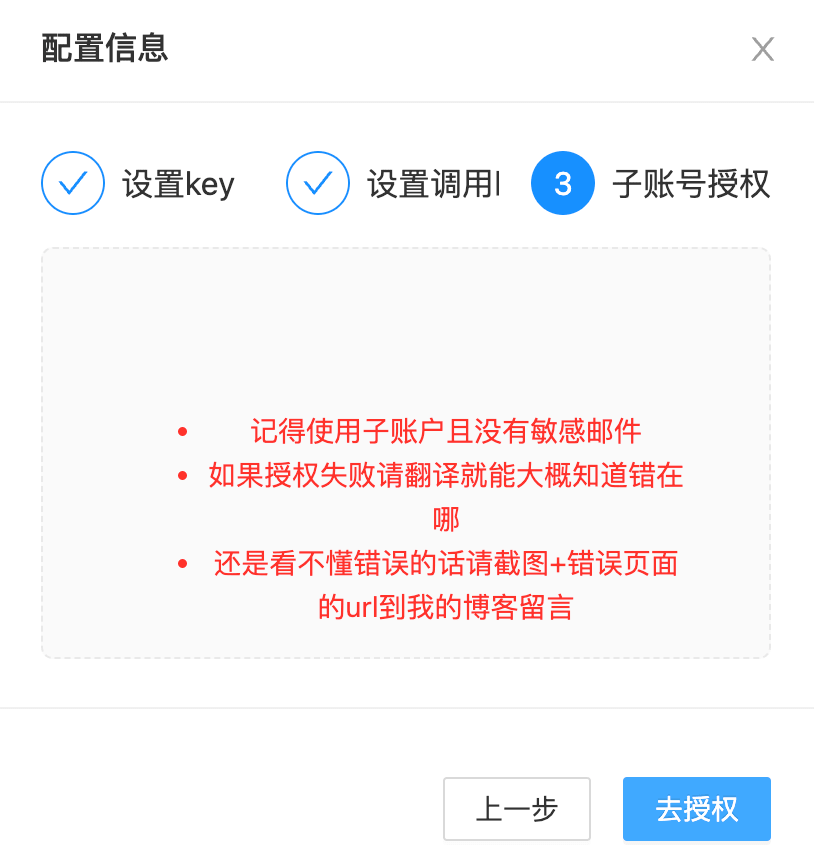 配置信息
设置key
设置调用
3 子账号授权
记得使用子账户且没有敏感邮件
如果授权失败请翻译就能大概知道错在
哪
还是看不懂错误的话请截图+错误页面
的url到我的博客留言
上一步
去授权